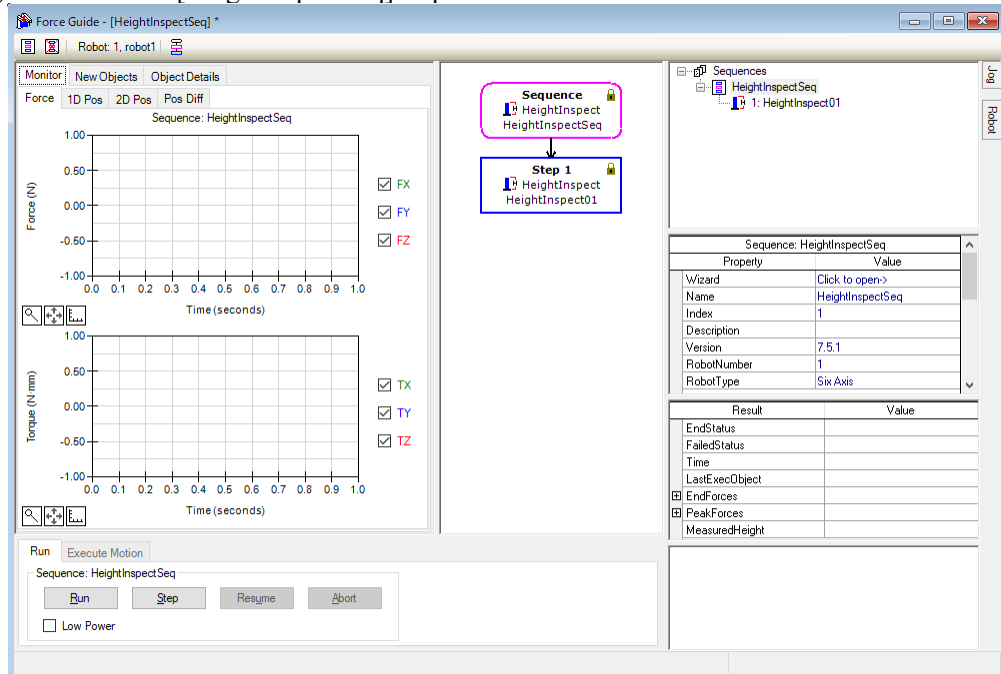 Force Guide - [HeightInspectSeq] *
Robot: 1, robot1
Monitor New Objects Object Details
Force 1D Pos 2D Pos Pos Diff
Sequence: HeightInspectSeq
Force (N)
1.00
0.50
0.00
-0.50
-1.00
0.0 0.1 0.2 0.3 0.4 0.5 0.6 0.7 0.8 0.9 1.0
Time (seconds)
FX
FY
FZ
Torque (N·mm)
1.00
0.50
0.00
-0.50
-1.00
0.0 0.1 0.2 0.3 0.4 0.5 0.6 0.7 0.8 0.9 1.0
Time (seconds)
TX
TY
TZ
Sequence
HeightInspect
HeightInspectSeq
Step 1
HeightInspect
HeightInspect01
Sequences
HeightInspectSeq
1: HeightInspect01
Jog
Robot
Sequence: HeightInspectSeq
Property Value
Wizard Click to open->
Name HeightInspectSeq
Index 1
Description
Version 7.5.1
RobotNumber 1
RobotType Six Axis
Result Value
EndStatus
FailedStatus
Time
LastExecObject
EndForces
PeakForces
MeasuredHeight
Run Execute Motion
Sequence: HeightInspectSeq
Run Step Resume Abort
Low Power